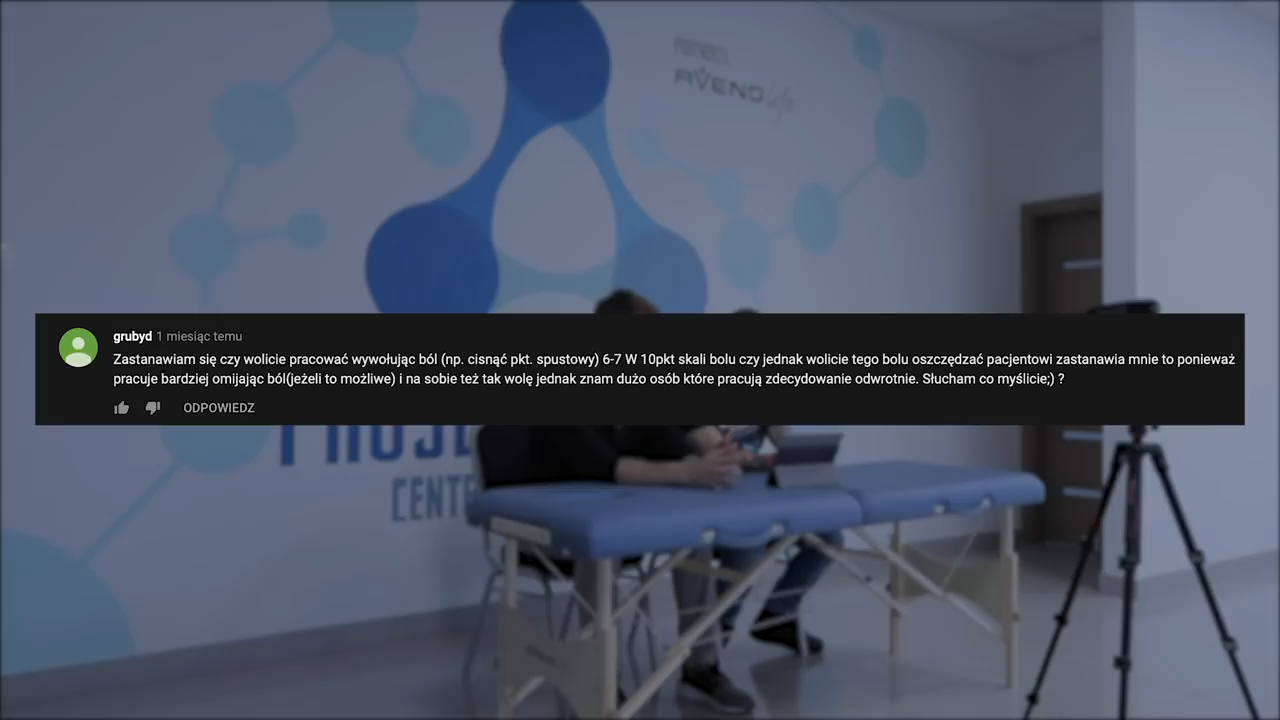 AVENO life
grubyd 1 miesiąc temu
Zastanawiam się czy wolicie pracować wywołując ból (np. cisnąć pkt. spustowy) 6-7 W 10pkt skali bolu czy jednak wolicie tego bolu oszczędzać pacjentowi zastanawia mnie to ponieważ
pracuje bardziej omijając ból(jeżeli to możliwe) i na sobie też tak wolę jednak znam dużo osób które pracują zdecydowanie odwrotnie. Słucham co myślicie;) ?
ODPOWIEDZ